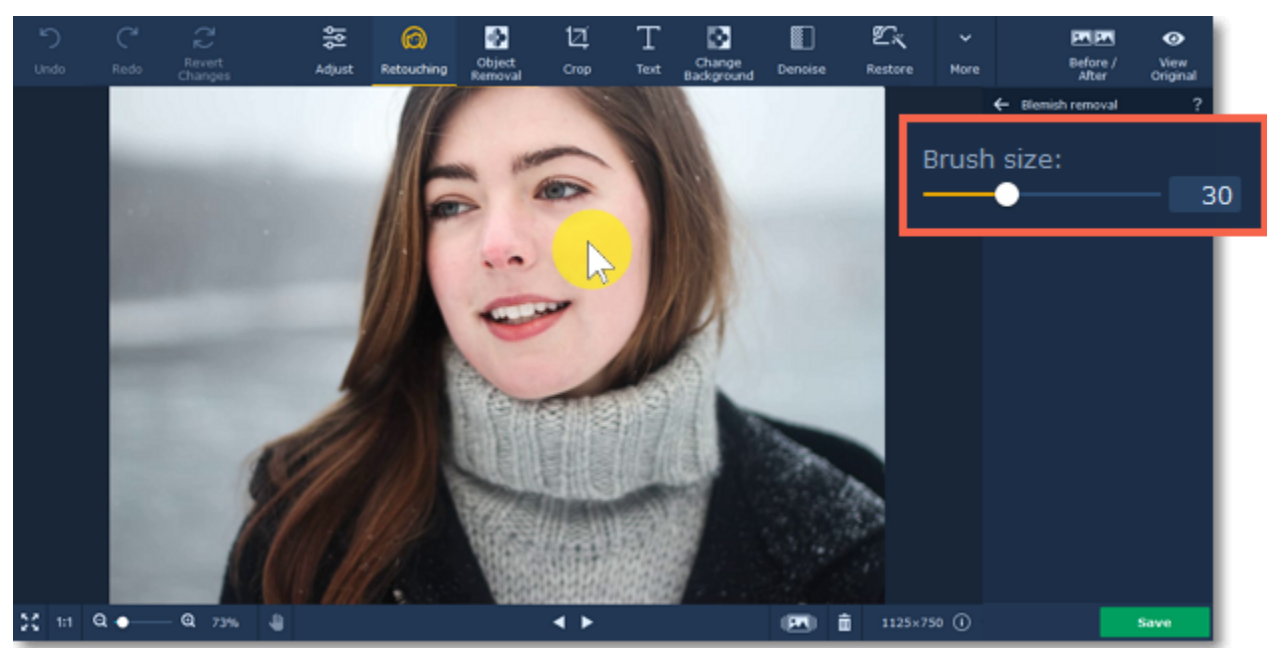 Undo
Redo
Revert
Changes
Adjust
Retouching
Object
Removal
Crop
Text
Change
Background
Denoise
Restore
More
Before /
After
View
Original
Blemish removal ?
Brush size:
30
1:1
73%
1125×750
Save